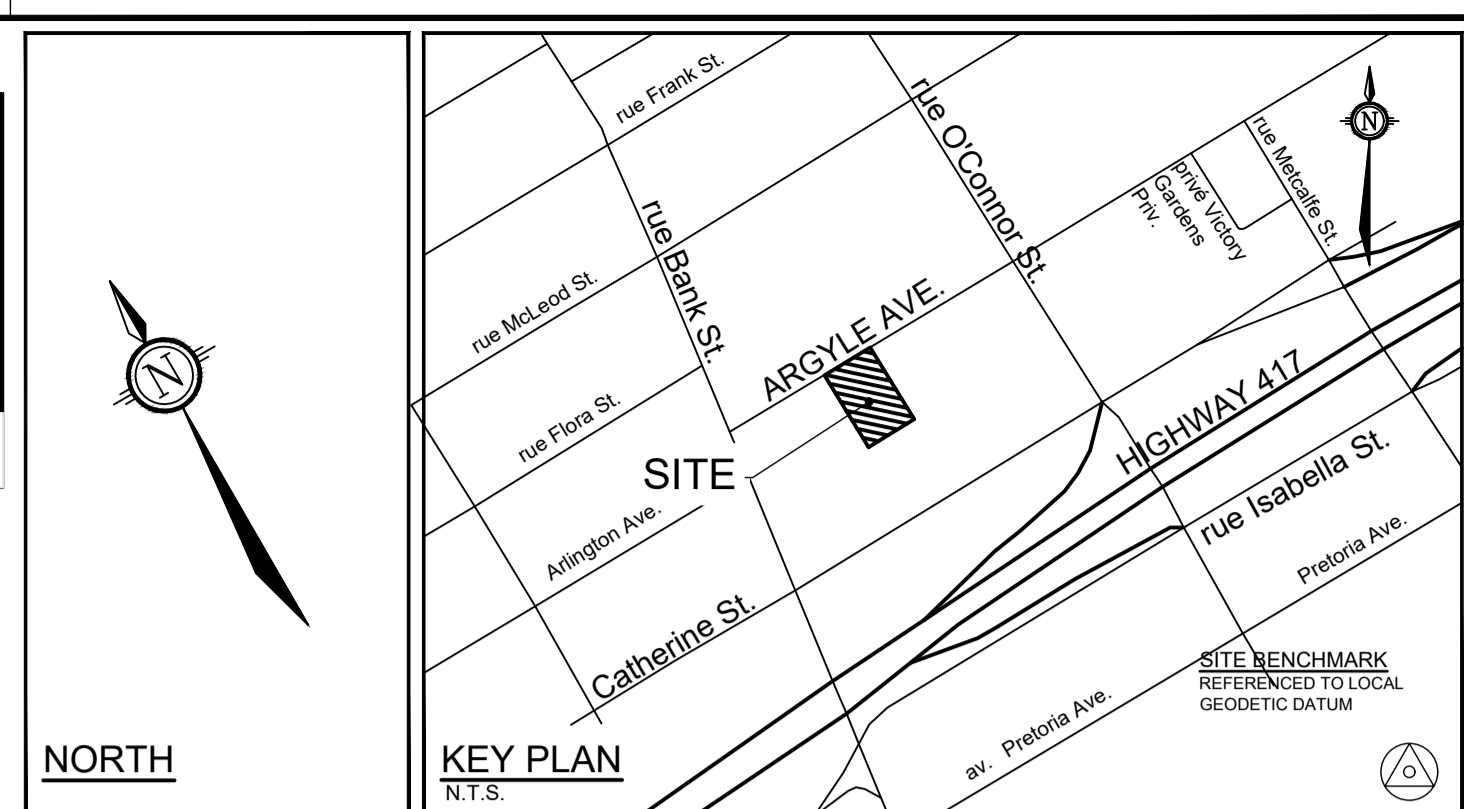 N
NORTH
rue Frank St.
rue O'Connor St.
N
rue Metcalfe St.
privé Victory
Gardens
Priv.
rue Bank St.
rue McLeod St.
ARGYLE AVE.
HIGHWAY 417
rue Flora St.
SITE
rue Isabella St.
Arlington Ave.
Pretoria Ave.
Catherine St.
SITE BENCHMARK
REFERENCED TO LOCAL
GEODETIC DATUM
av. Pretoria Ave.
KEY PLAN
N.T.S.